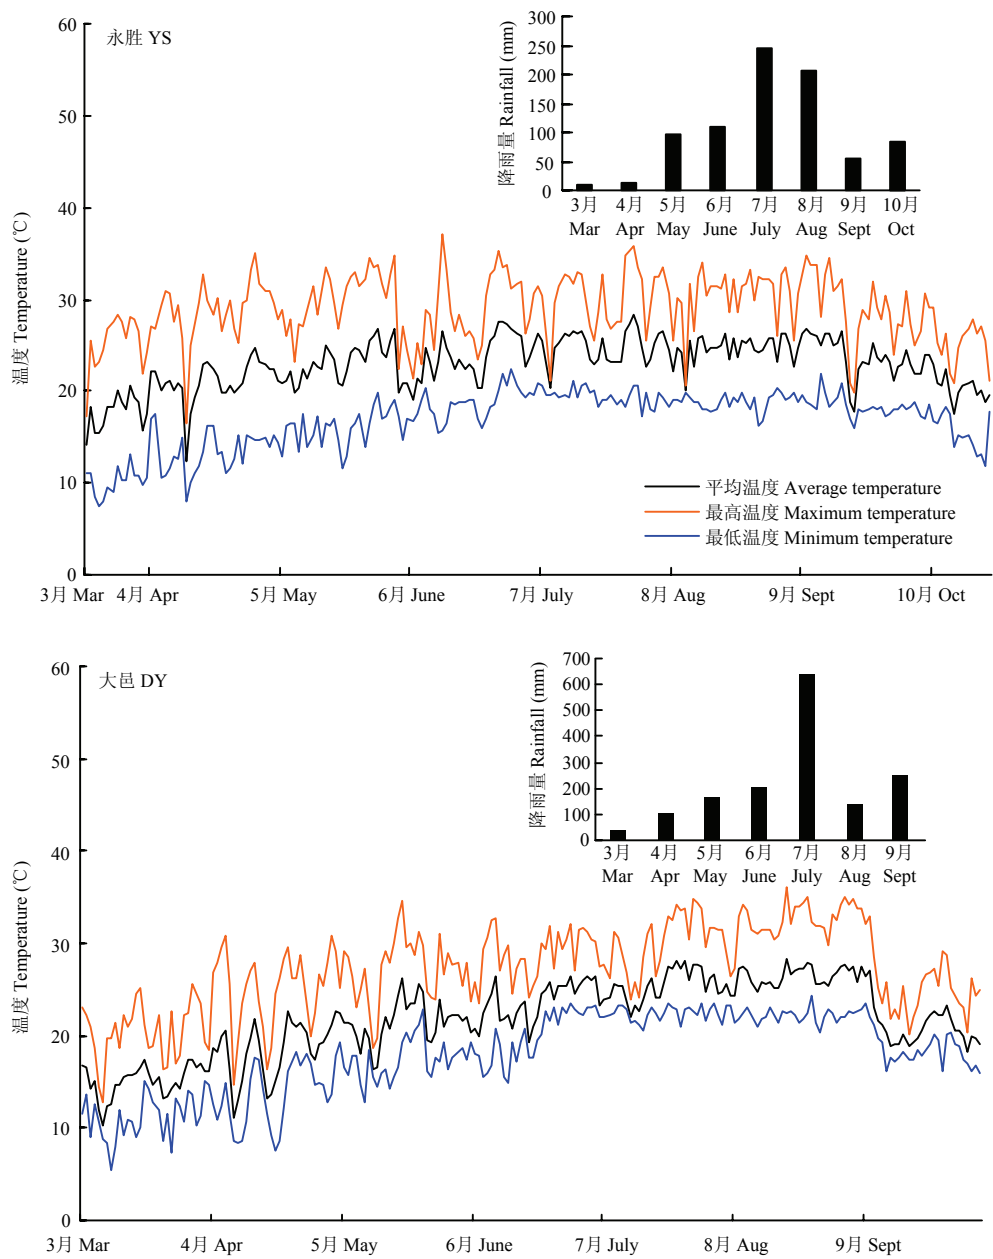 永胜 YS
温度 Temperature (℃)
60
50
40
30
20
10
0
3月 Mar 4月 Apr 5月 May 6月 June 7月 July 8月 Aug 9月 Sept 10月 Oct
降雨量 Rainfall (mm)
300
250
200
150
100
50
0
3月 4月 5月 6月 7月 8月 9月 10月
Mar Apr May June July Aug Sept Oct
平均温度 Average temperature
最高温度 Maximum temperature
最低温度 Minimum temperature
大邑 DY
温度 Temperature (℃)
60
50
40
30
20
10
0
3月 Mar 4月 Apr 5月 May 6月 June 7月 July 8月 Aug 9月 Sept
降雨量 Rainfall (mm)
700
600
500
400
300
200
100
0
3月 4月 5月 6月 7月 8月 9月
Mar Apr May June July Aug Sept